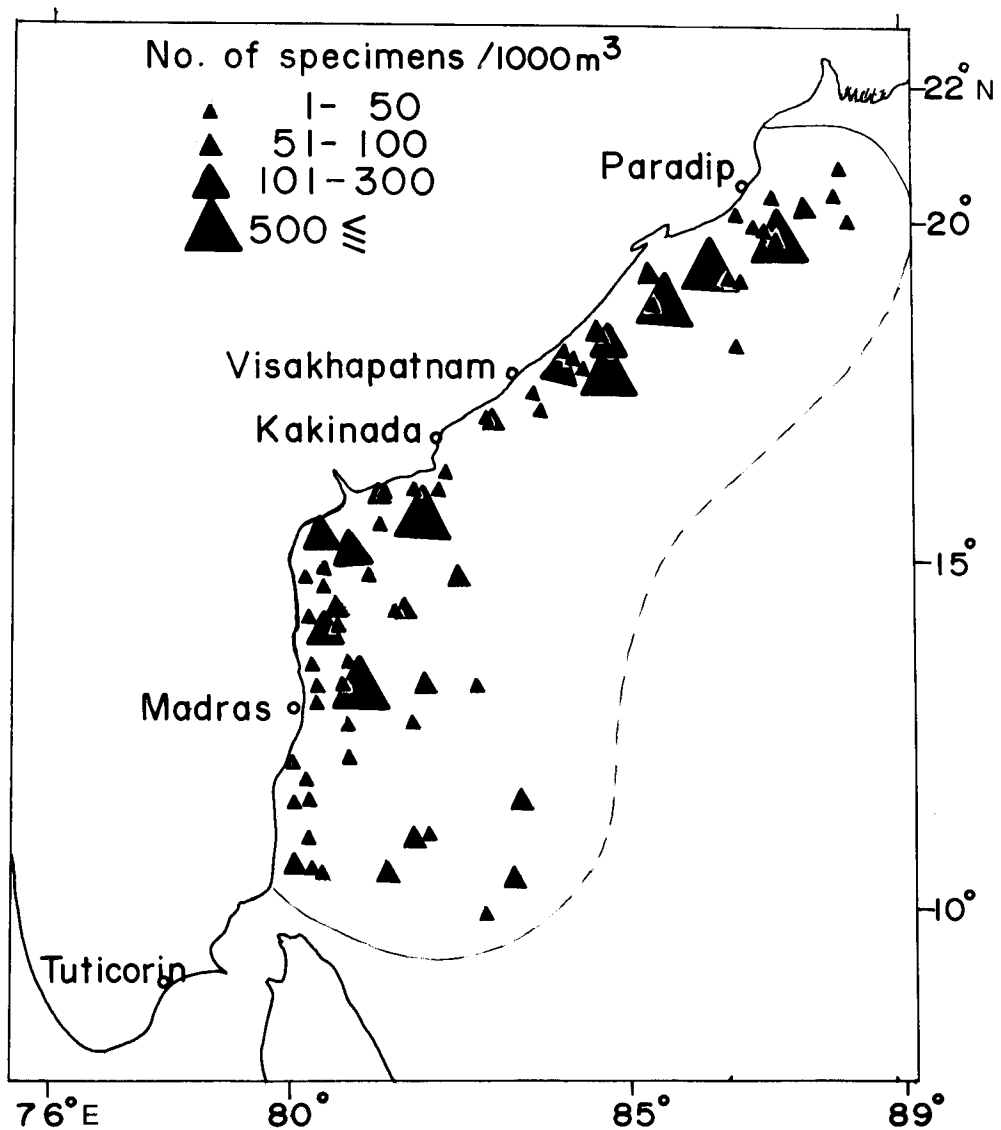 No. of specimens /1000m³
1- 50
51- 100
101-300
500 ≤
22° N
Paradip
20°
Visakhapatnam
Kakinada
15°
Madras
10°
Tuticorin
76° E
80°
85°
89°